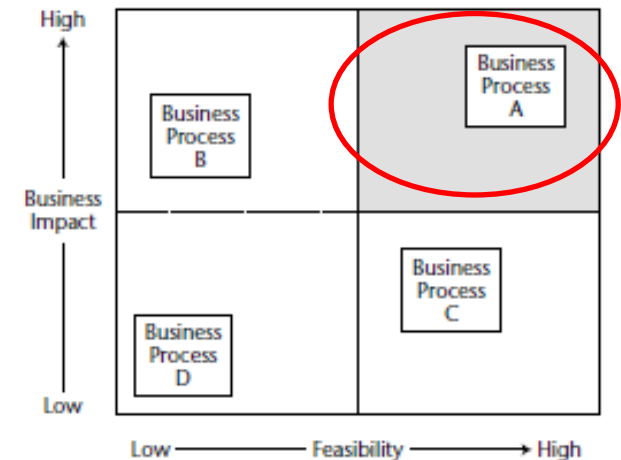 High
Business
Process
A
Business
Process
B
Business
Impact
Business
Process
C
Business
Process
D
Low
Low
Feasibility
High